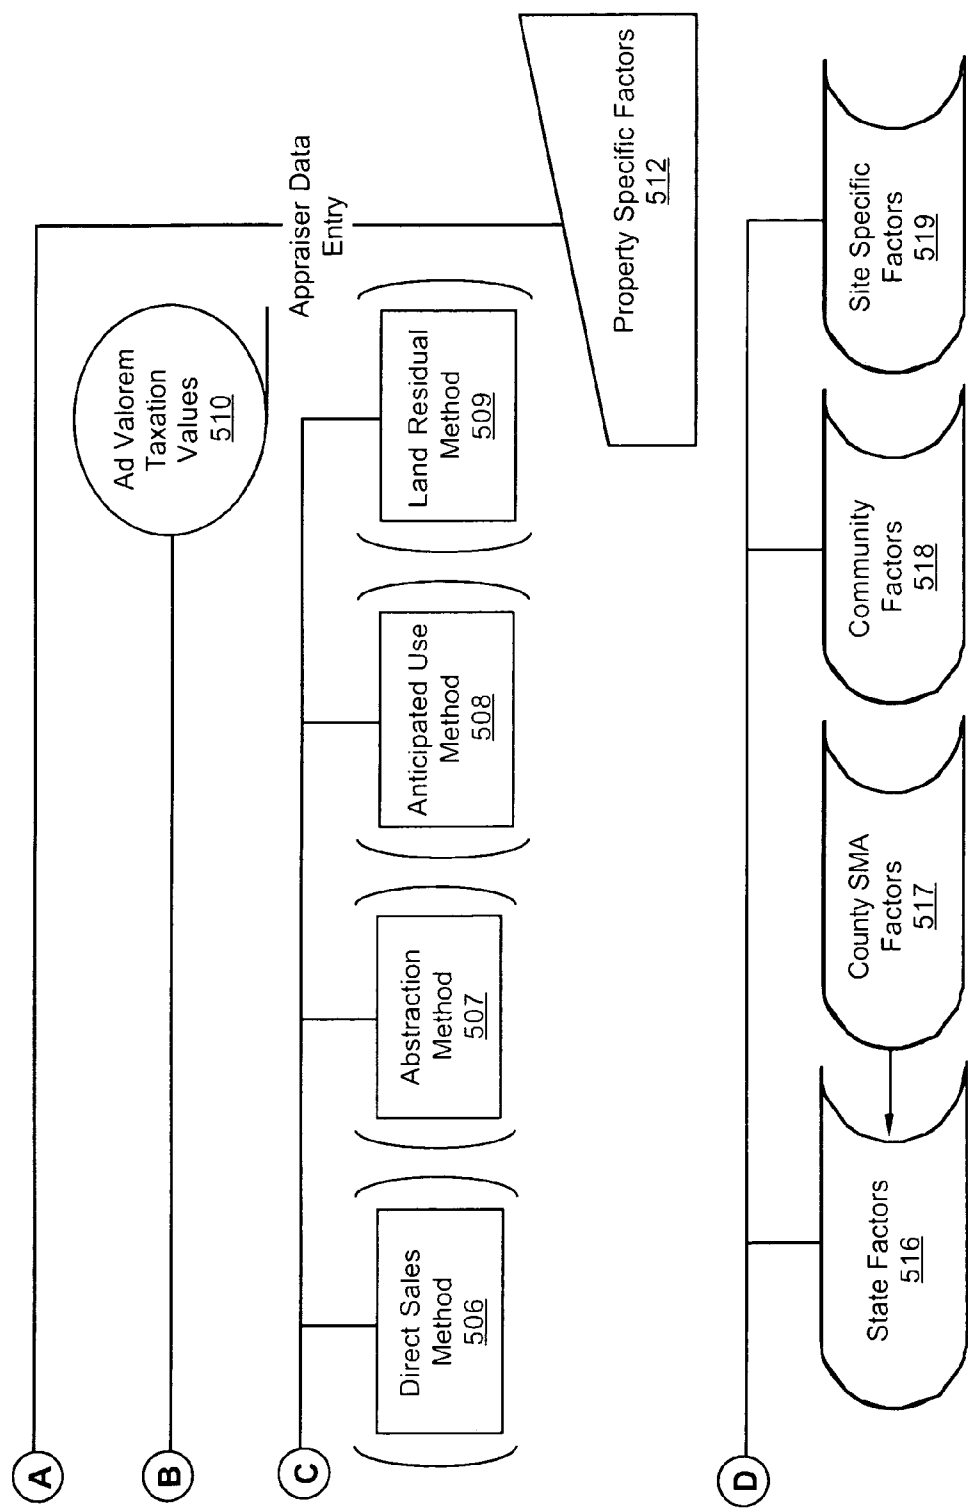 A
Appraiser Data
Entry
Property Specific Factors
512
B
Ad Valorem
Taxation
Values
510
C
Direct Sales
Method
506
Abstraction
Method
507
Anticipated Use
Method
508
Land Residual
Method
509
D
State Factors
516
County SMA
Factors
517
Community
Factors
518
Site Specific
Factors
519